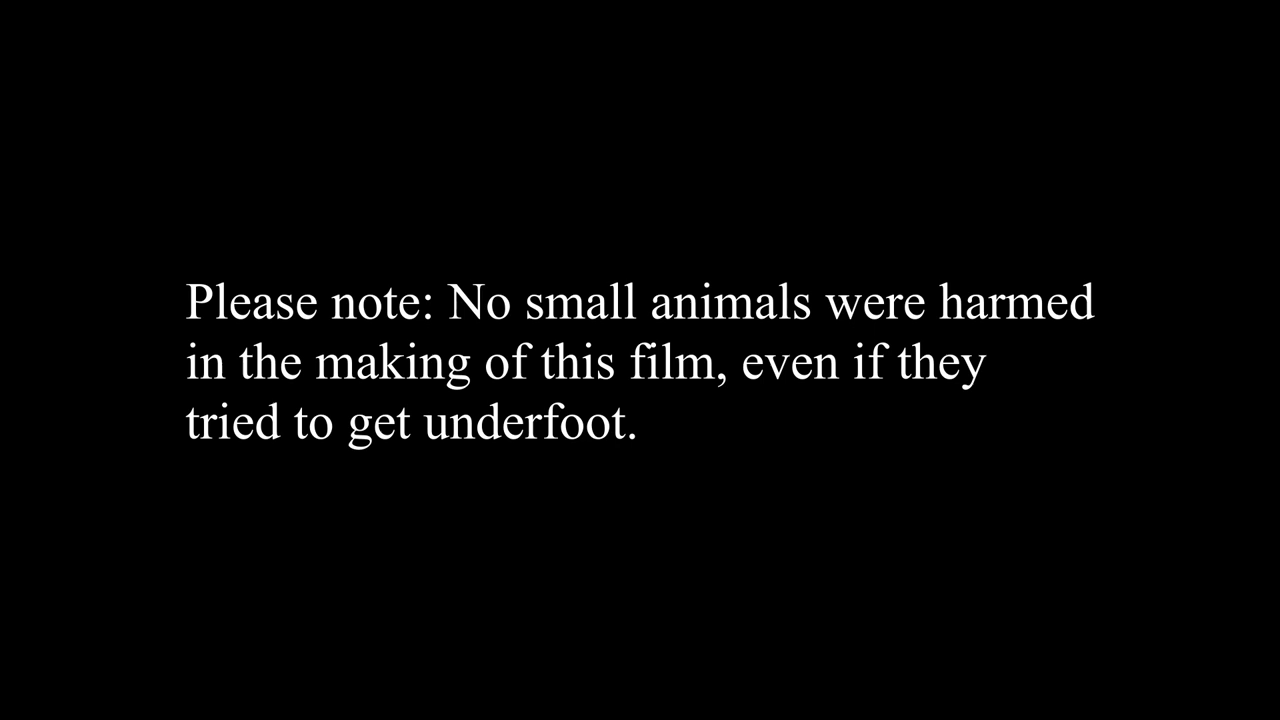 Please note: No small animals were harmed
in the making of this film, even if they
tried to get underfoot.